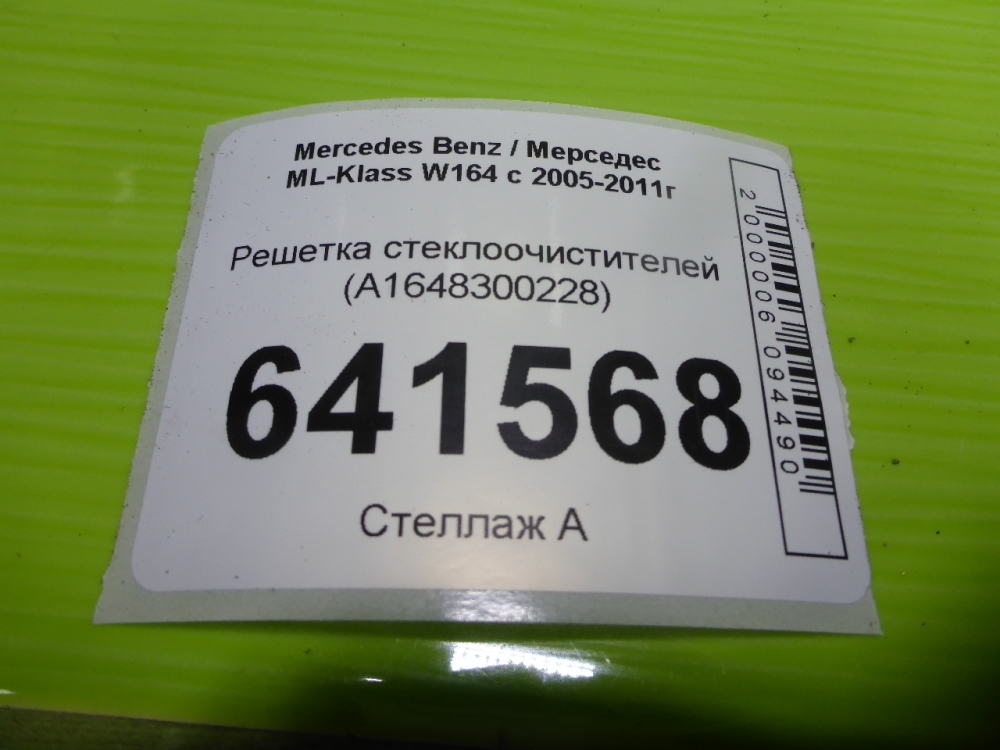 Mercedes Benz / Мерседес
ML-Klass W164 с 2005-2011г
Решетка стеклоочистителей
(A1648300228)
641568
Стеллаж А
2000006094490